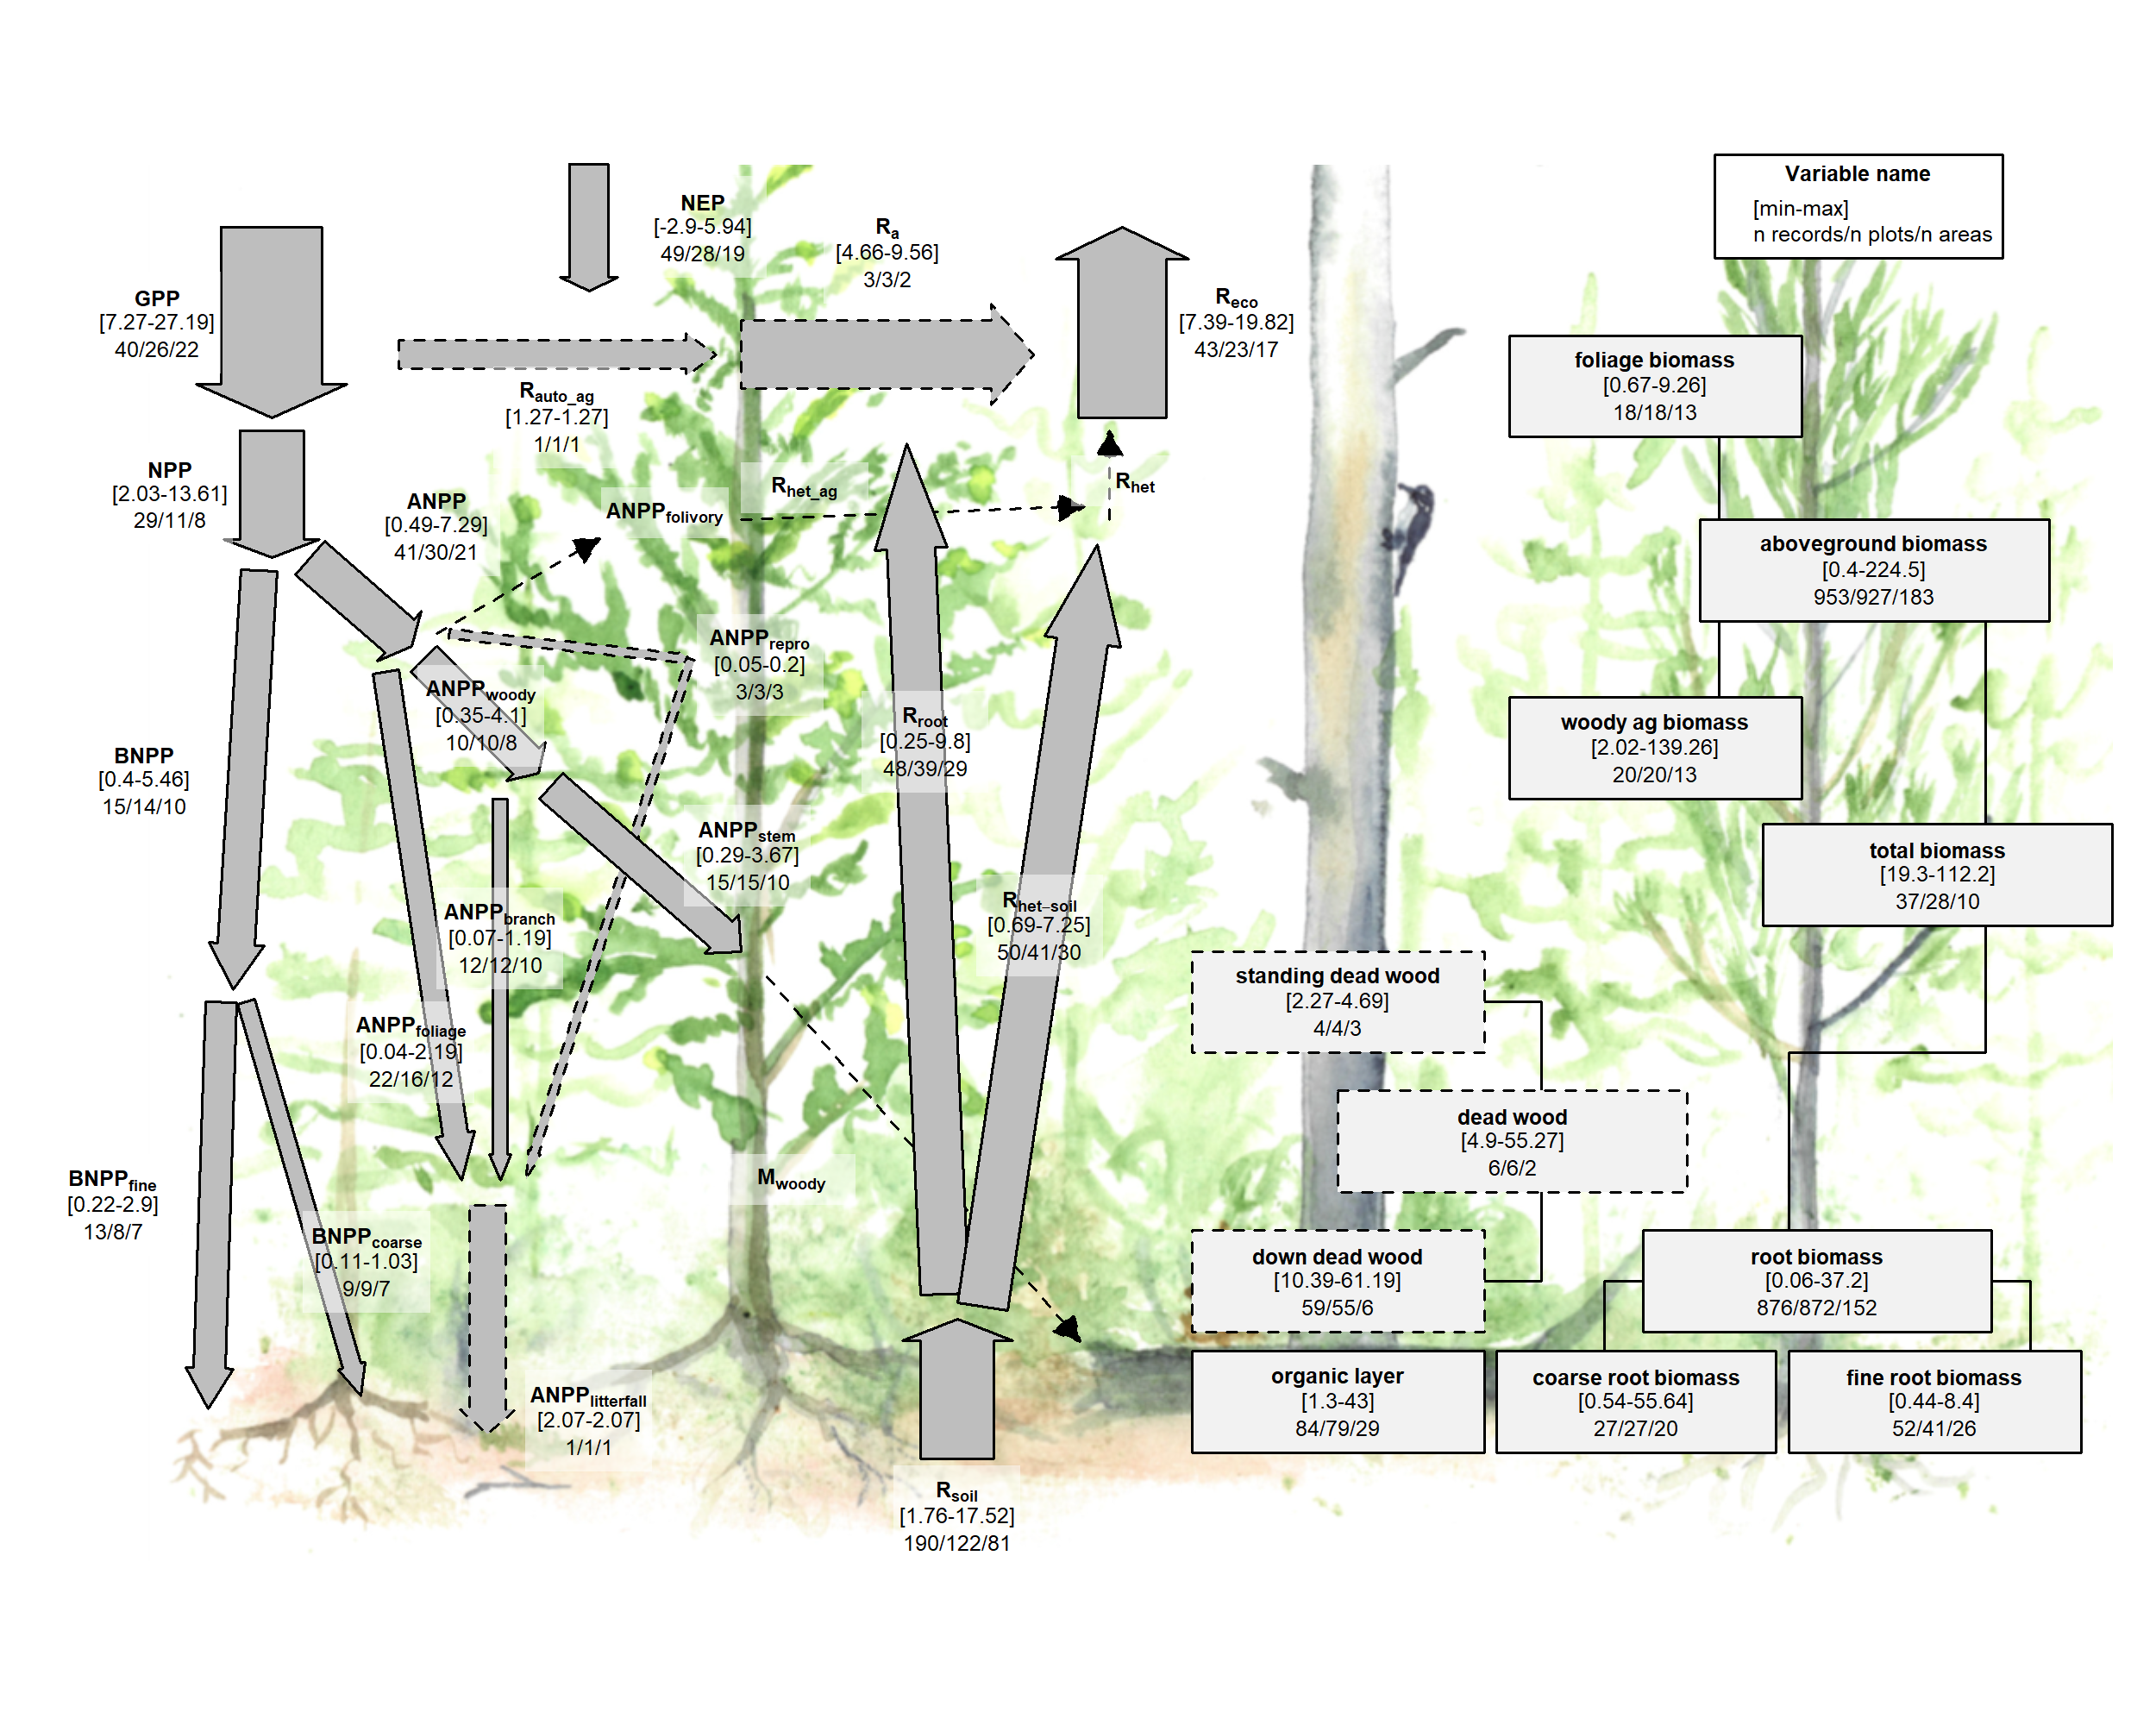 Variable name
[min-max]
n records/n plots/n areas
NEP
[-2.9-5.94]
49/28/19
Ra
[4.66-9.56]
3/3/2
GPP
[7.27-27.19]
40/26/22
Reco
[7.39-19.82]
43/23/17
Rauto_ag
[1.27-1.27]
1/1/1
NPP
[2.03-13.61]
29/11/8
ANPP
[0.49-7.29]
41/30/21
ANPPfolivory
Rhet_ag
Rhet
ANPPrepro
[0.05-0.2]
3/3/3
ANPPwoody
[0.35-4.1]
10/10/8
BNPP
[0.4-5.46]
15/14/10
Rroot
[0.25-9.8]
48/39/29
ANPPstem
[0.29-3.67]
15/15/10
ANPPbranch
[0.07-1.19]
12/12/10
Rhet–soil
[0.69-7.25]
50/41/30
ANPPfoliage
[0.04-2.19]
22/16/12
BNPPfine
[0.22-2.9]
13/8/7
Mwoody
BNPPcoarse
[0.11-1.03]
9/9/7
ANPPlitterfall
[2.07-2.07]
1/1/1
Rsoil
[1.76-17.52]
190/122/81
foliage biomass
[0.67-9.26]
18/18/13
aboveground biomass
[0.4-224.5]
953/927/183
woody ag biomass
[2.02-139.26]
20/20/13
total biomass
[19.3-112.2]
37/28/10
standing dead wood
[2.27-4.69]
4/4/3
dead wood
[4.9-55.27]
6/6/2
down dead wood
[10.39-61.19]
59/55/6
root biomass
[0.06-37.2]
876/872/152
organic layer
[1.3-43]
84/79/29
coarse root biomass
[0.54-55.64]
27/27/20
fine root biomass
[0.44-8.4]
52/41/26